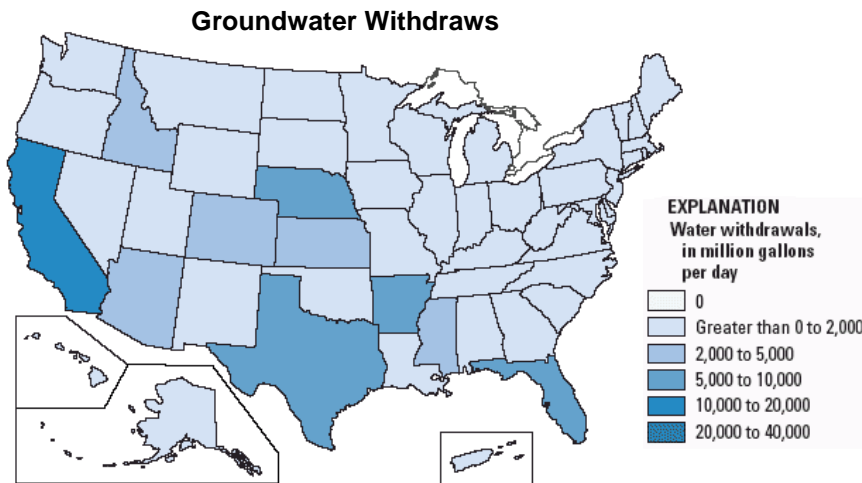 Groundwater Withdraws
EXPLANATION
Water withdrawals,
in million gallons
per day
0
Greater than 0 to 2,000
2,000 to 5,000
5,000 to 10,000
10,000 to 20,000
20,000 to 40,000